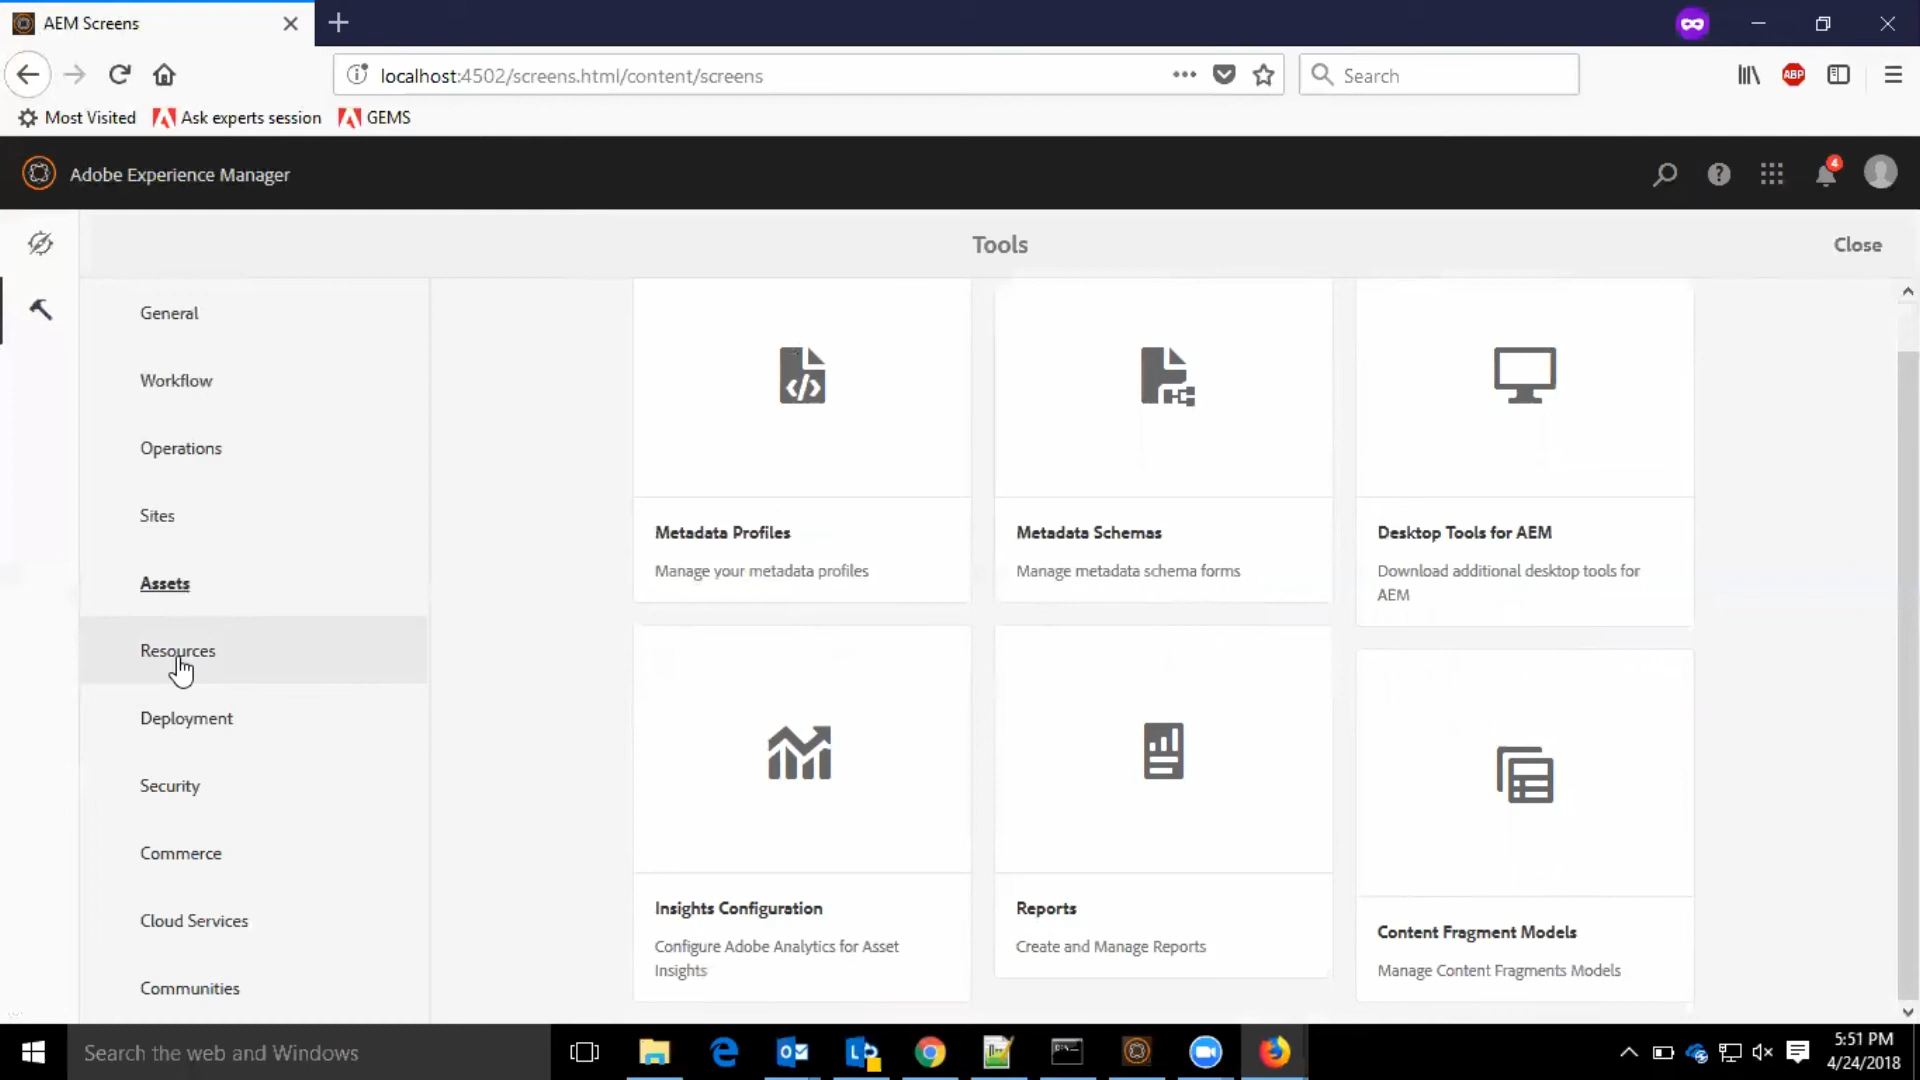 AEM Screens
localhost:4502/screens.html/content/screens
Search
ABP
Most Visited
Ask experts session
GEMS
Adobe Experience Manager
4
Tools
Close
General
Workflow
Operations
Sites
Assets
Resources
Deployment
Security
Commerce
Cloud Services
Communities
Metadata Profiles
Manage your metadata profiles
Metadata Schemas
Manage metadata schema forms
Desktop Tools for AEM
Download additional desktop tools for
AEM
Insights Configuration
Configure Adobe Analytics for Asset
Insights
Reports
Create and Manage Reports
Content Fragment Models
Manage Content Fragments Models
Search the web and Windows
5:51 PM
4/24/2018